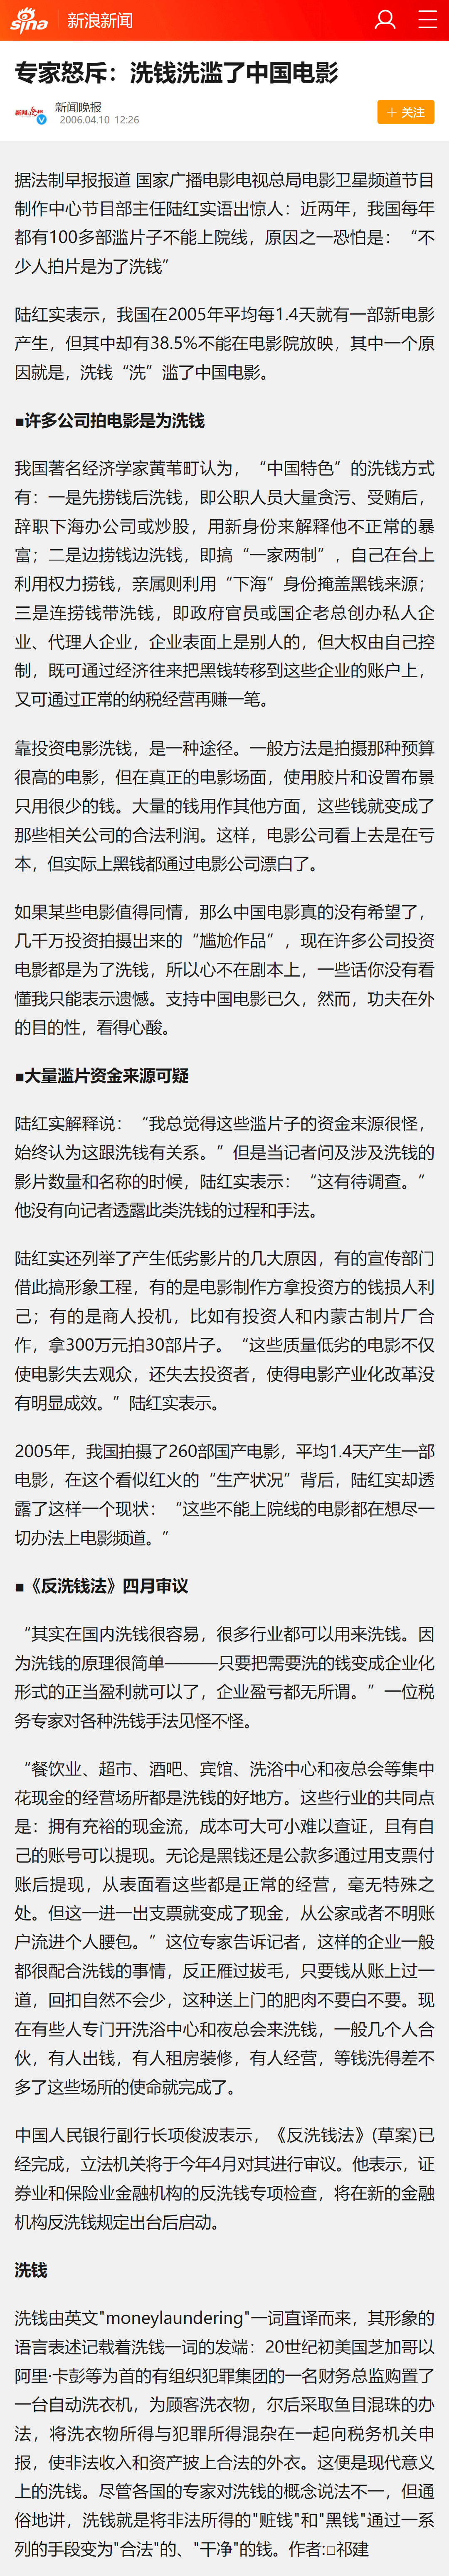 sina 新浪新闻
专家怒斥：洗钱洗滥了中国电影
新闻晚报
2006.04.10 12:26
＋ 关注
据法制早报报道 国家广播电影电视总局电影卫星频道节目
制作中心节目部主任陆红实语出惊人：近两年，我国每年
都有100多部滥片子不能上院线，原因之一恐怕是：“不
少人拍片是为了洗钱”
陆红实表示，我国在2005年平均每1.4天就有一部新电影
产生，但其中却有38.5%不能在电影院放映，其中一个原
因就是，洗钱“洗”滥了中国电影。
■许多公司拍电影是为洗钱
我国著名经济学家黄苇町认为，“中国特色”的洗钱方式
有：一是先捞钱后洗钱，即公职人员大量贪污、受贿后，
辞职下海办公司或炒股，用新身份来解释他不正常的暴
富；二是边捞钱边洗钱，即搞“一家两制”，自己在台上
利用权力捞钱，亲属则利用“下海”身份掩盖黑钱来源；
三是连捞钱带洗钱，即政府官员或国企老总创办私人企
业、代理人企业，企业表面上是别人的，但大权由自己控
制，既可通过经济往来把黑钱转移到这些企业的账户上，
又可通过正常的纳税经营再赚一笔。
靠投资电影洗钱，是一种途径。一般方法是拍摄那种预算
很高的电影，但在真正的电影场面，使用胶片和设置布景
只用很少的钱。大量的钱用作其他方面，这些钱就变成了
那些相关公司的合法利润。这样，电影公司看上去是在亏
本，但实际上黑钱都通过电影公司漂白了。
如果某些电影值得同情，那么中国电影真的没有希望了，
几千万投资拍摄出来的“尴尬作品”，现在许多公司投资
电影都是为了洗钱，所以心不在剧本上，一些话你没有看
懂我只能表示遗憾。支持中国电影已久，然而，功夫在外
的目的性，看得心酸。
■大量滥片资金来源可疑
陆红实解释说：“我总觉得这些滥片子的资金来源很怪，
始终认为这跟洗钱有关系。”但是当记者问及涉及洗钱的
影片数量和名称的时候，陆红实表示：“这有待调查。”
他没有向记者透露此类洗钱的过程和手法。
陆红实还列举了产生低劣影片的几大原因，有的宣传部门
借此搞形象工程，有的是电影制作方拿投资方的钱损人利
己；有的是商人投机，比如有投资人和内蒙古制片厂合
作，拿300万元拍30部片子。“这些质量低劣的电影不仅
使电影失去观众，还失去投资者，使得电影产业化改革没
有明显成效。”陆红实表示。
2005年，我国拍摄了260部国产电影，平均1.4天产生一部
电影，在这个看似红火的“生产状况”背后，陆红实却透
露了这样一个现状：“这些不能上院线的电影都在想尽一
切办法上电影频道。”
■《反洗钱法》四月审议
“其实在国内洗钱很容易，很多行业都可以用来洗钱。因
为洗钱的原理很简单———只要把需要洗的钱变成企业化
形式的正当盈利就可以了，企业盈亏都无所谓。”一位税
务专家对各种洗钱手法见怪不怪。
“餐饮业、超市、酒吧、宾馆、洗浴中心和夜总会等集中
花现金的经营场所都是洗钱的好地方。这些行业的共同点
是：拥有充裕的现金流，成本可大可小难以查证，且有自
己的账号可以提现。无论是黑钱还是公款多通过用支票付
账后提现，从表面看这些都是正常的经营，毫无特殊之
处。但这一进一出支票就变成了现金，从公家或者不明账
户流进个人腰包。”这位专家告诉记者，这样的企业一般
都很配合洗钱的事情，反正雁过拔毛，只要钱从账上过一
道，回扣自然不会少，这种送上门的肥肉不要白不要。现
在有些人专门开洗浴中心和夜总会来洗钱，一般几个人合
伙，有人出钱，有人租房装修，有人经营，等钱洗得差不
多了这些场所的使命就完成了。
中国人民银行副行长项俊波表示，《反洗钱法》(草案)已
经完成，立法机关将于今年4月对其进行审议。他表示，证
券业和保险业金融机构的反洗钱专项检查，将在新的金融
机构反洗钱规定出台后启动。
洗钱
洗钱由英文"moneylaundering"一词直译而来，其形象的
语言表述记载着洗钱一词的发端：20世纪初美国芝加哥以
阿里·卡彭等为首的有组织犯罪集团的一名财务总监购置了
一台自动洗衣机，为顾客洗衣物，尔后采取鱼目混珠的办
法，将洗衣物所得与犯罪所得混杂在一起向税务机关申
报，使非法收入和资产披上合法的外衣。这便是现代意义
上的洗钱。尽管各国的专家对洗钱的概念说法不一，但通
俗地讲，洗钱就是将非法所得的"赃钱"和"黑钱"通过一系
列的手段变为"合法"的、"干净"的钱。作者:□祁建